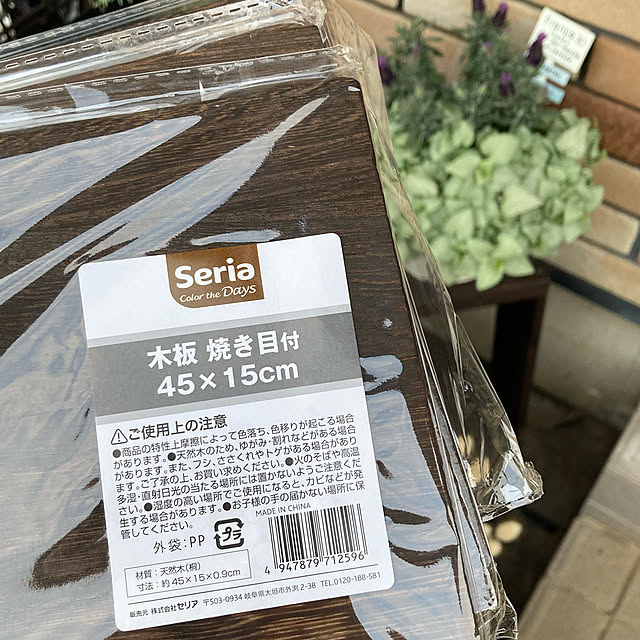 Seria
Color the Days
木板 焼き目付
45×15cm
⚠ご使用上の注意
●商品の特性上摩擦によって色落ち、色移りが起こる場合
があります。●天然木のため、ゆがみ・割れなどがある場合が
あります。また、フシ、ささくれやトゲがある場合があり
ます。ご了承の上、お買い求めください。●火のそばや高温
多湿・直射日光の当たる場所には置かないようご注意くだ
さい。●湿度の高い場所でご使用になると、カビなどが発
生する場合があります。●お子様の手の届かない場所に保
管してください。
MADE IN CHINA
外袋:PP
プラ
4 947879 712596
材質:天然木(桐)
寸法:約45×15×0.9cm
販売元 株式会社セリア 〒503-0934 岐阜県大垣市外渕2-38 TEL.0120-188-581